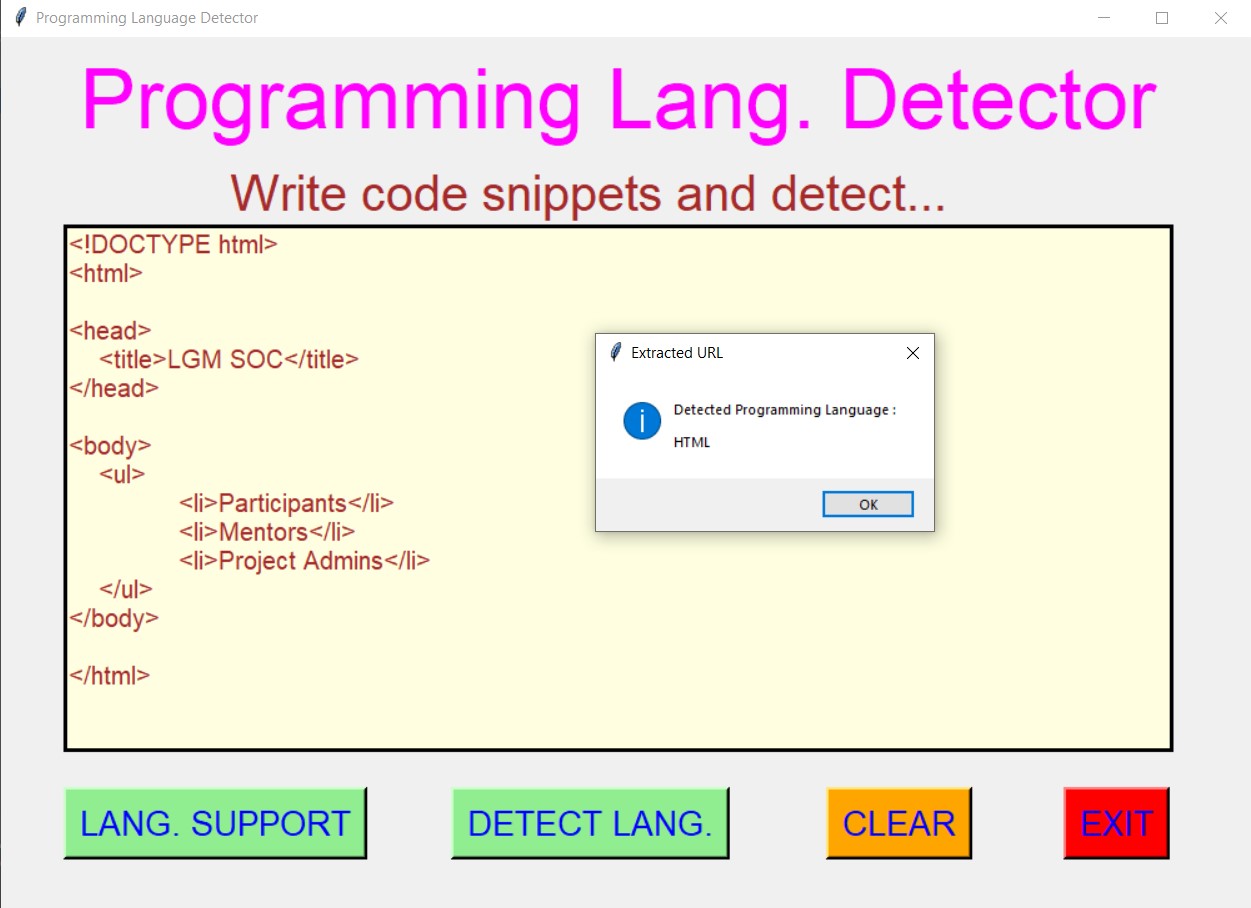 Programming Language Detector
Programming Lang. Detector
Write code snippets and detect...
<!DOCTYPE html>
<html>
<head>
<title>LGM SOC</title>
</head>
<body>
<ul>
<li>Participants</li>
<li>Mentors</li>
<li>Project Admins</li>
</ul>
</body>
</html>
Extracted URL
Detected Programming Language :
HTML
OK
LANG. SUPPORT
DETECT LANG.
CLEAR
EXIT